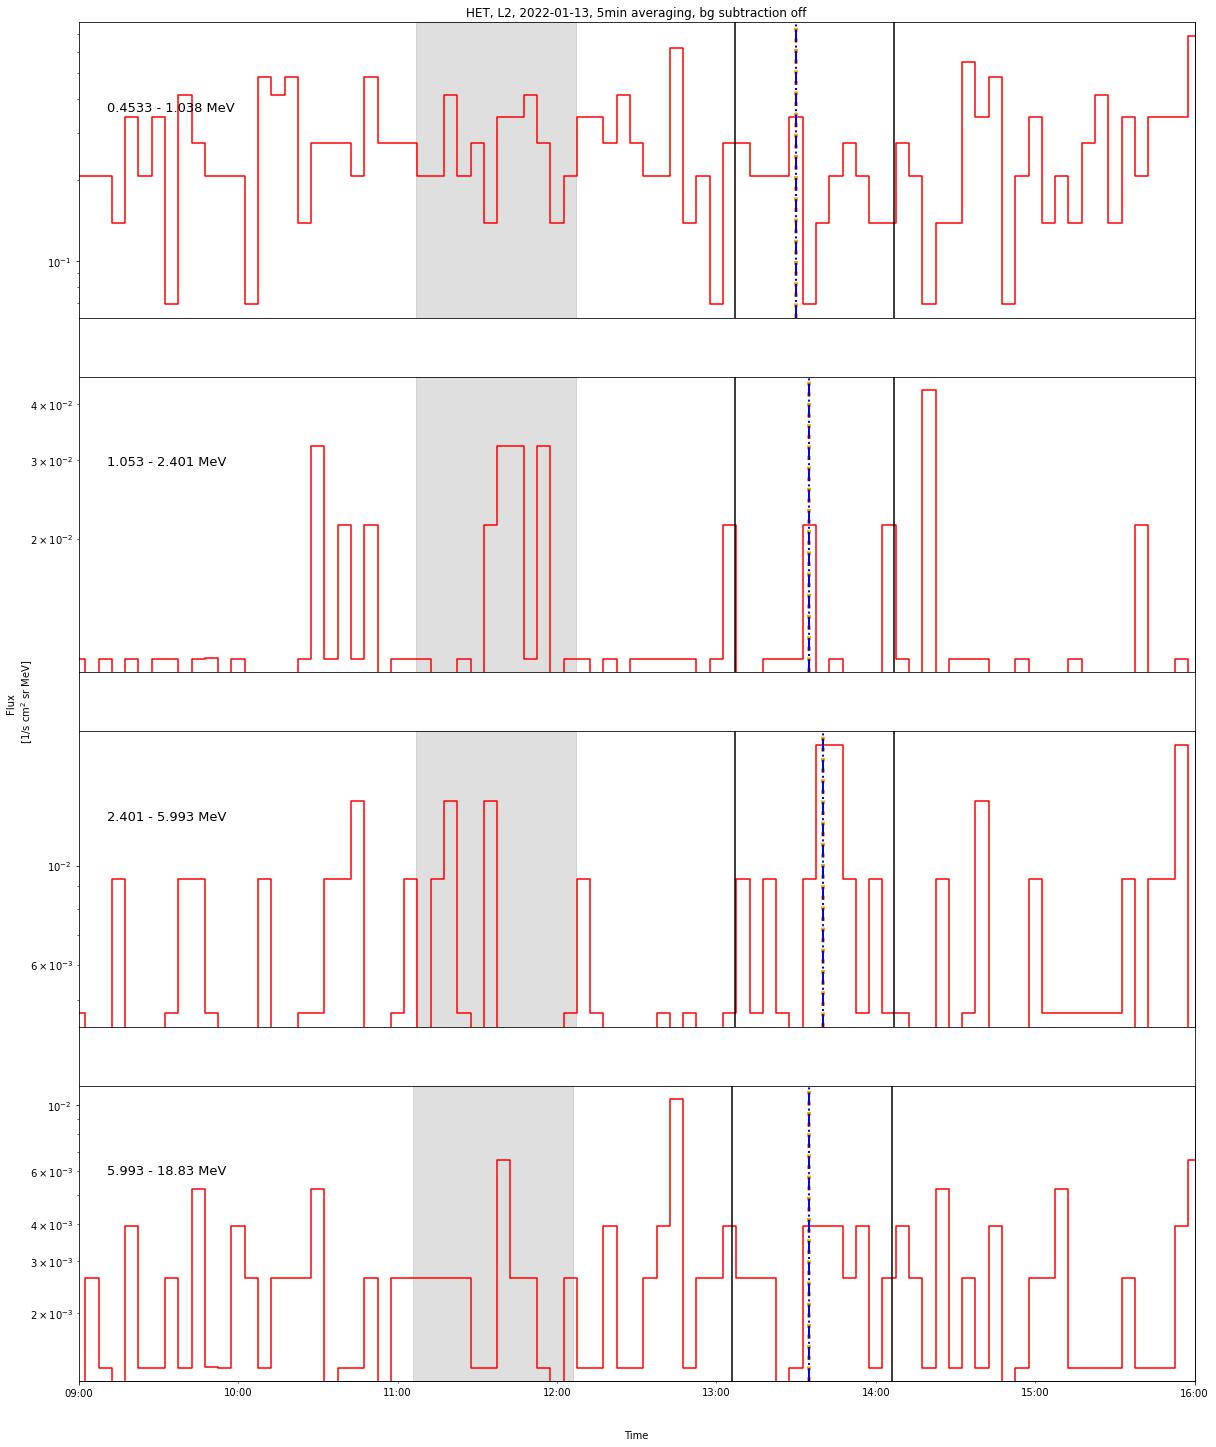 HET, L2, 2022-01-13, 5min averaging, bg subtraction off
0.4533 - 1.038 MeV
10⁻¹
4 × 10⁻²
3 × 10⁻²
2 × 10⁻²
1.053 - 2.401 MeV
Flux
[1/s cm² sr MeV]
2.401 - 5.993 MeV
10⁻²
6 × 10⁻³
10⁻²
6 × 10⁻³
4 × 10⁻³
3 × 10⁻³
2 × 10⁻³
5.993 - 18.83 MeV
09:00 10:00 11:00 12:00 13:00 14:00 15:00 16:00
Time